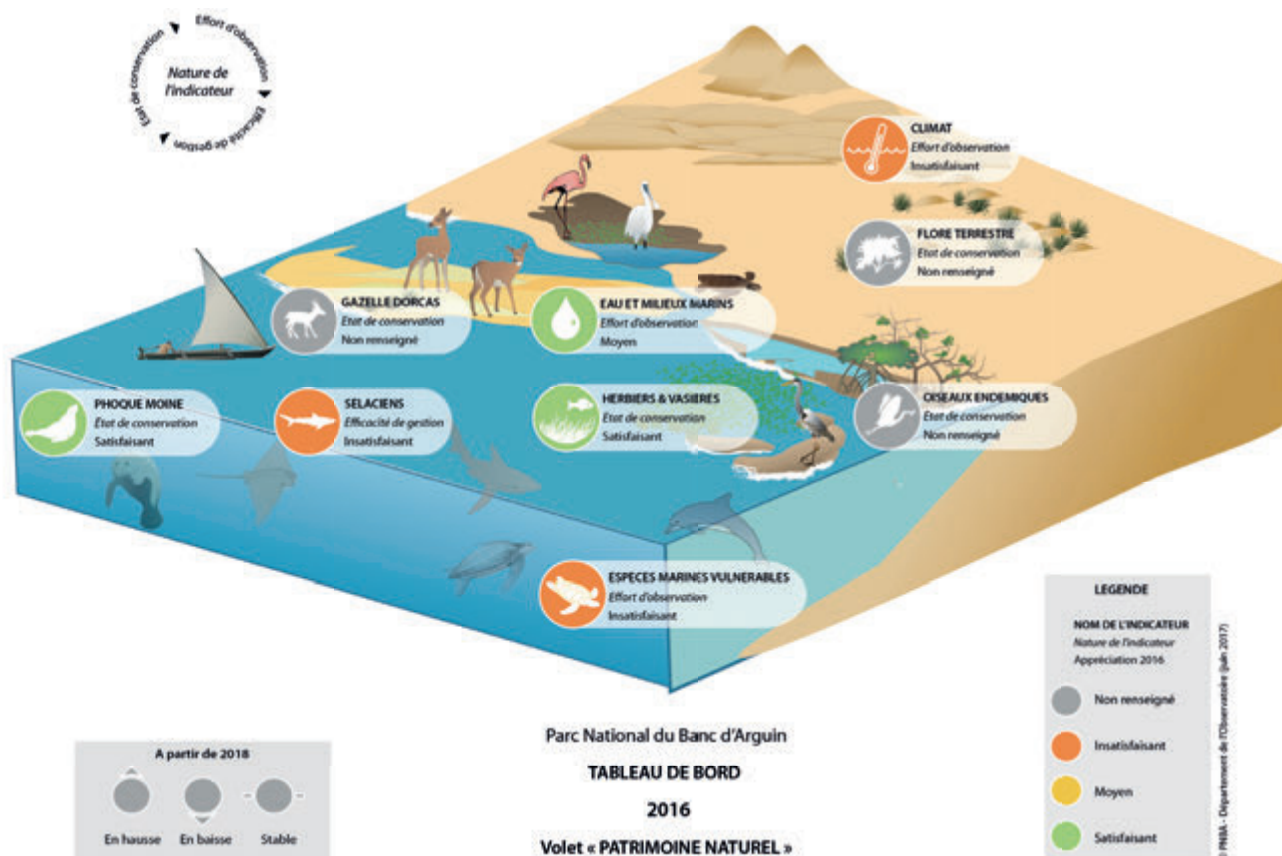 Effort d'observation
Efficacité de gestion
Etat de conservation
Nature de
l'indicateur
CLIMAT
Effort d'observation
Insatisfaisant
FLORE TERRESTRE
Etat de conservation
Non renseigné
GAZELLE DORCAS
Etat de conservation
Non renseigné
EAU ET MILIEUX MARINS
Effort d'observation
Moyen
PHOQUE MOINE
Etat de conservation
Satisfaisant
SELACIENS
Efficacité de gestion
Insatisfaisant
HERBIERS & VASIERES
Etat de conservation
Satisfaisant
OISEAUX ENDEMIQUES
Etat de conservation
Non renseigné
ESPECES MARINES VULNERABLES
Effort d'observation
Insatisfaisant
LEGENDE
NOM DE L'INDICATEUR
Nature de l'indicateur
Appréciation 2016
Non renseigné
Insatisfaisant
Moyen
Satisfaisant
PNBA - Département de l'Observatoire (juin 2017)
A partir de 2018
En hausse
En baisse
Stable
Parc National du Banc d'Arguin
TABLEAU DE BORD
2016
Volet « PATRIMOINE NATUREL »